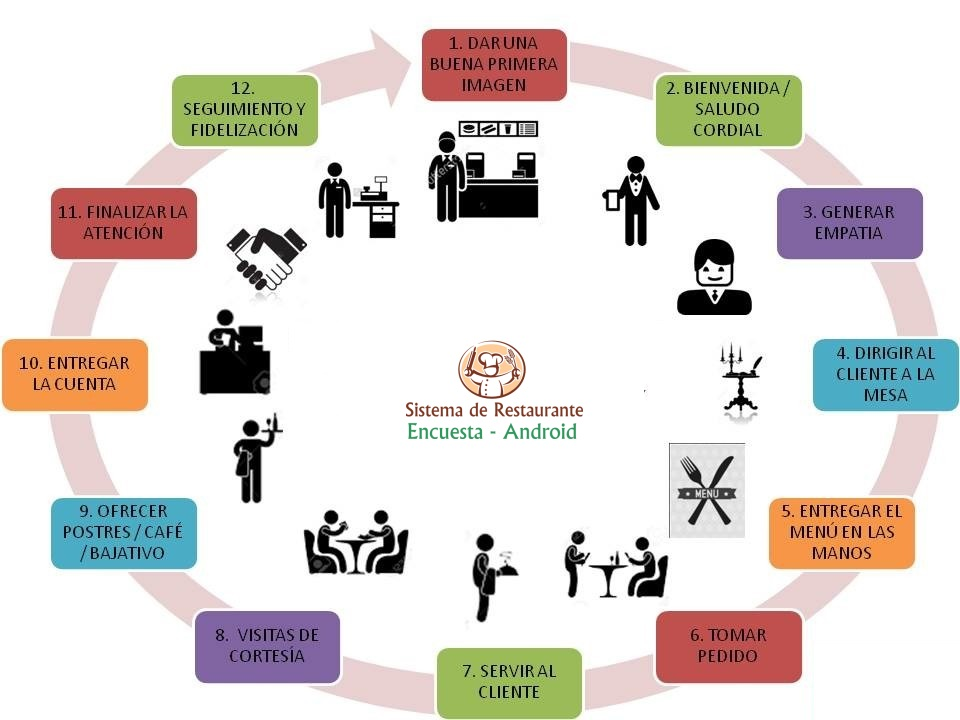 1. DAR UNA
BUENA PRIMERA
IMAGEN
2. BIENVENIDA /
SALUDO
CORDIAL
3. GENERAR
EMPATIA
4. DIRIGIR AL
CLIENTE A LA
MESA
5. ENTREGAR EL
MENÚ EN LAS
MANOS
6. TOMAR
PEDIDO
7. SERVIR AL
CLIENTE
8. VISITAS DE
CORTESÍA
9. OFRECER
POSTRES / CAFÉ
/ BAJATIVO
10. ENTREGAR
LA CUENTA
11. FINALIZAR LA
ATENCIÓN
12.
SEGUIMIENTO Y
FIDELIZACIÓN
Sistema de Restaurante
Encuesta - Android
MENU